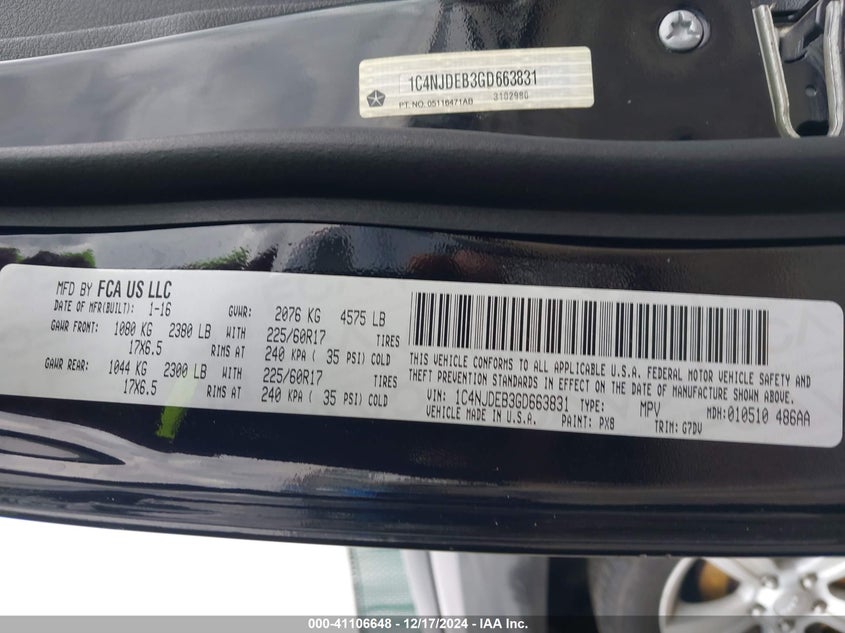 1C4NJDEB3GD663831
PT. NO. 05116471AB 3102986
MFD BY FCA US LLC
DATE OF MFR(BUILT): 1-16 GVWR: 2076 KG 4575 LB
GAWR FRONT: 1080 KG 2380 LB WITH 225/60R17 TIRES
17X6.5 RIMS AT 240 KPA ( 35 PSI) COLD
GAWR REAR: 1044 KG 2300 LB WITH 225/60R17 TIRES
17X6.5 RIMS AT 240 KPA ( 35 PSI) COLD
THIS VEHICLE CONFORMS TO ALL APPLICABLE U.S.A. FEDERAL MOTOR VEHICLE SAFETY AND
THEFT PREVENTION STANDARDS IN EFFECT ON THE DATE OF MANUFACTURE SHOWN ABOVE.
VIN: 1C4NJDEB3GD663831 TYPE: MPV MDH: 010510 486AA
VEHICLE MADE IN U.S.A. PAINT: PX8 TRIM: G7DV
000-41106648 - 12/17/2024 - IAA Inc.